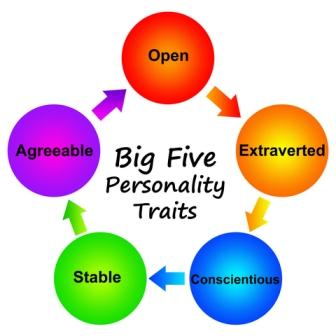 Open
Extraverted
Conscientious
Stable
Agreeable
Big Five
Personality
Traits